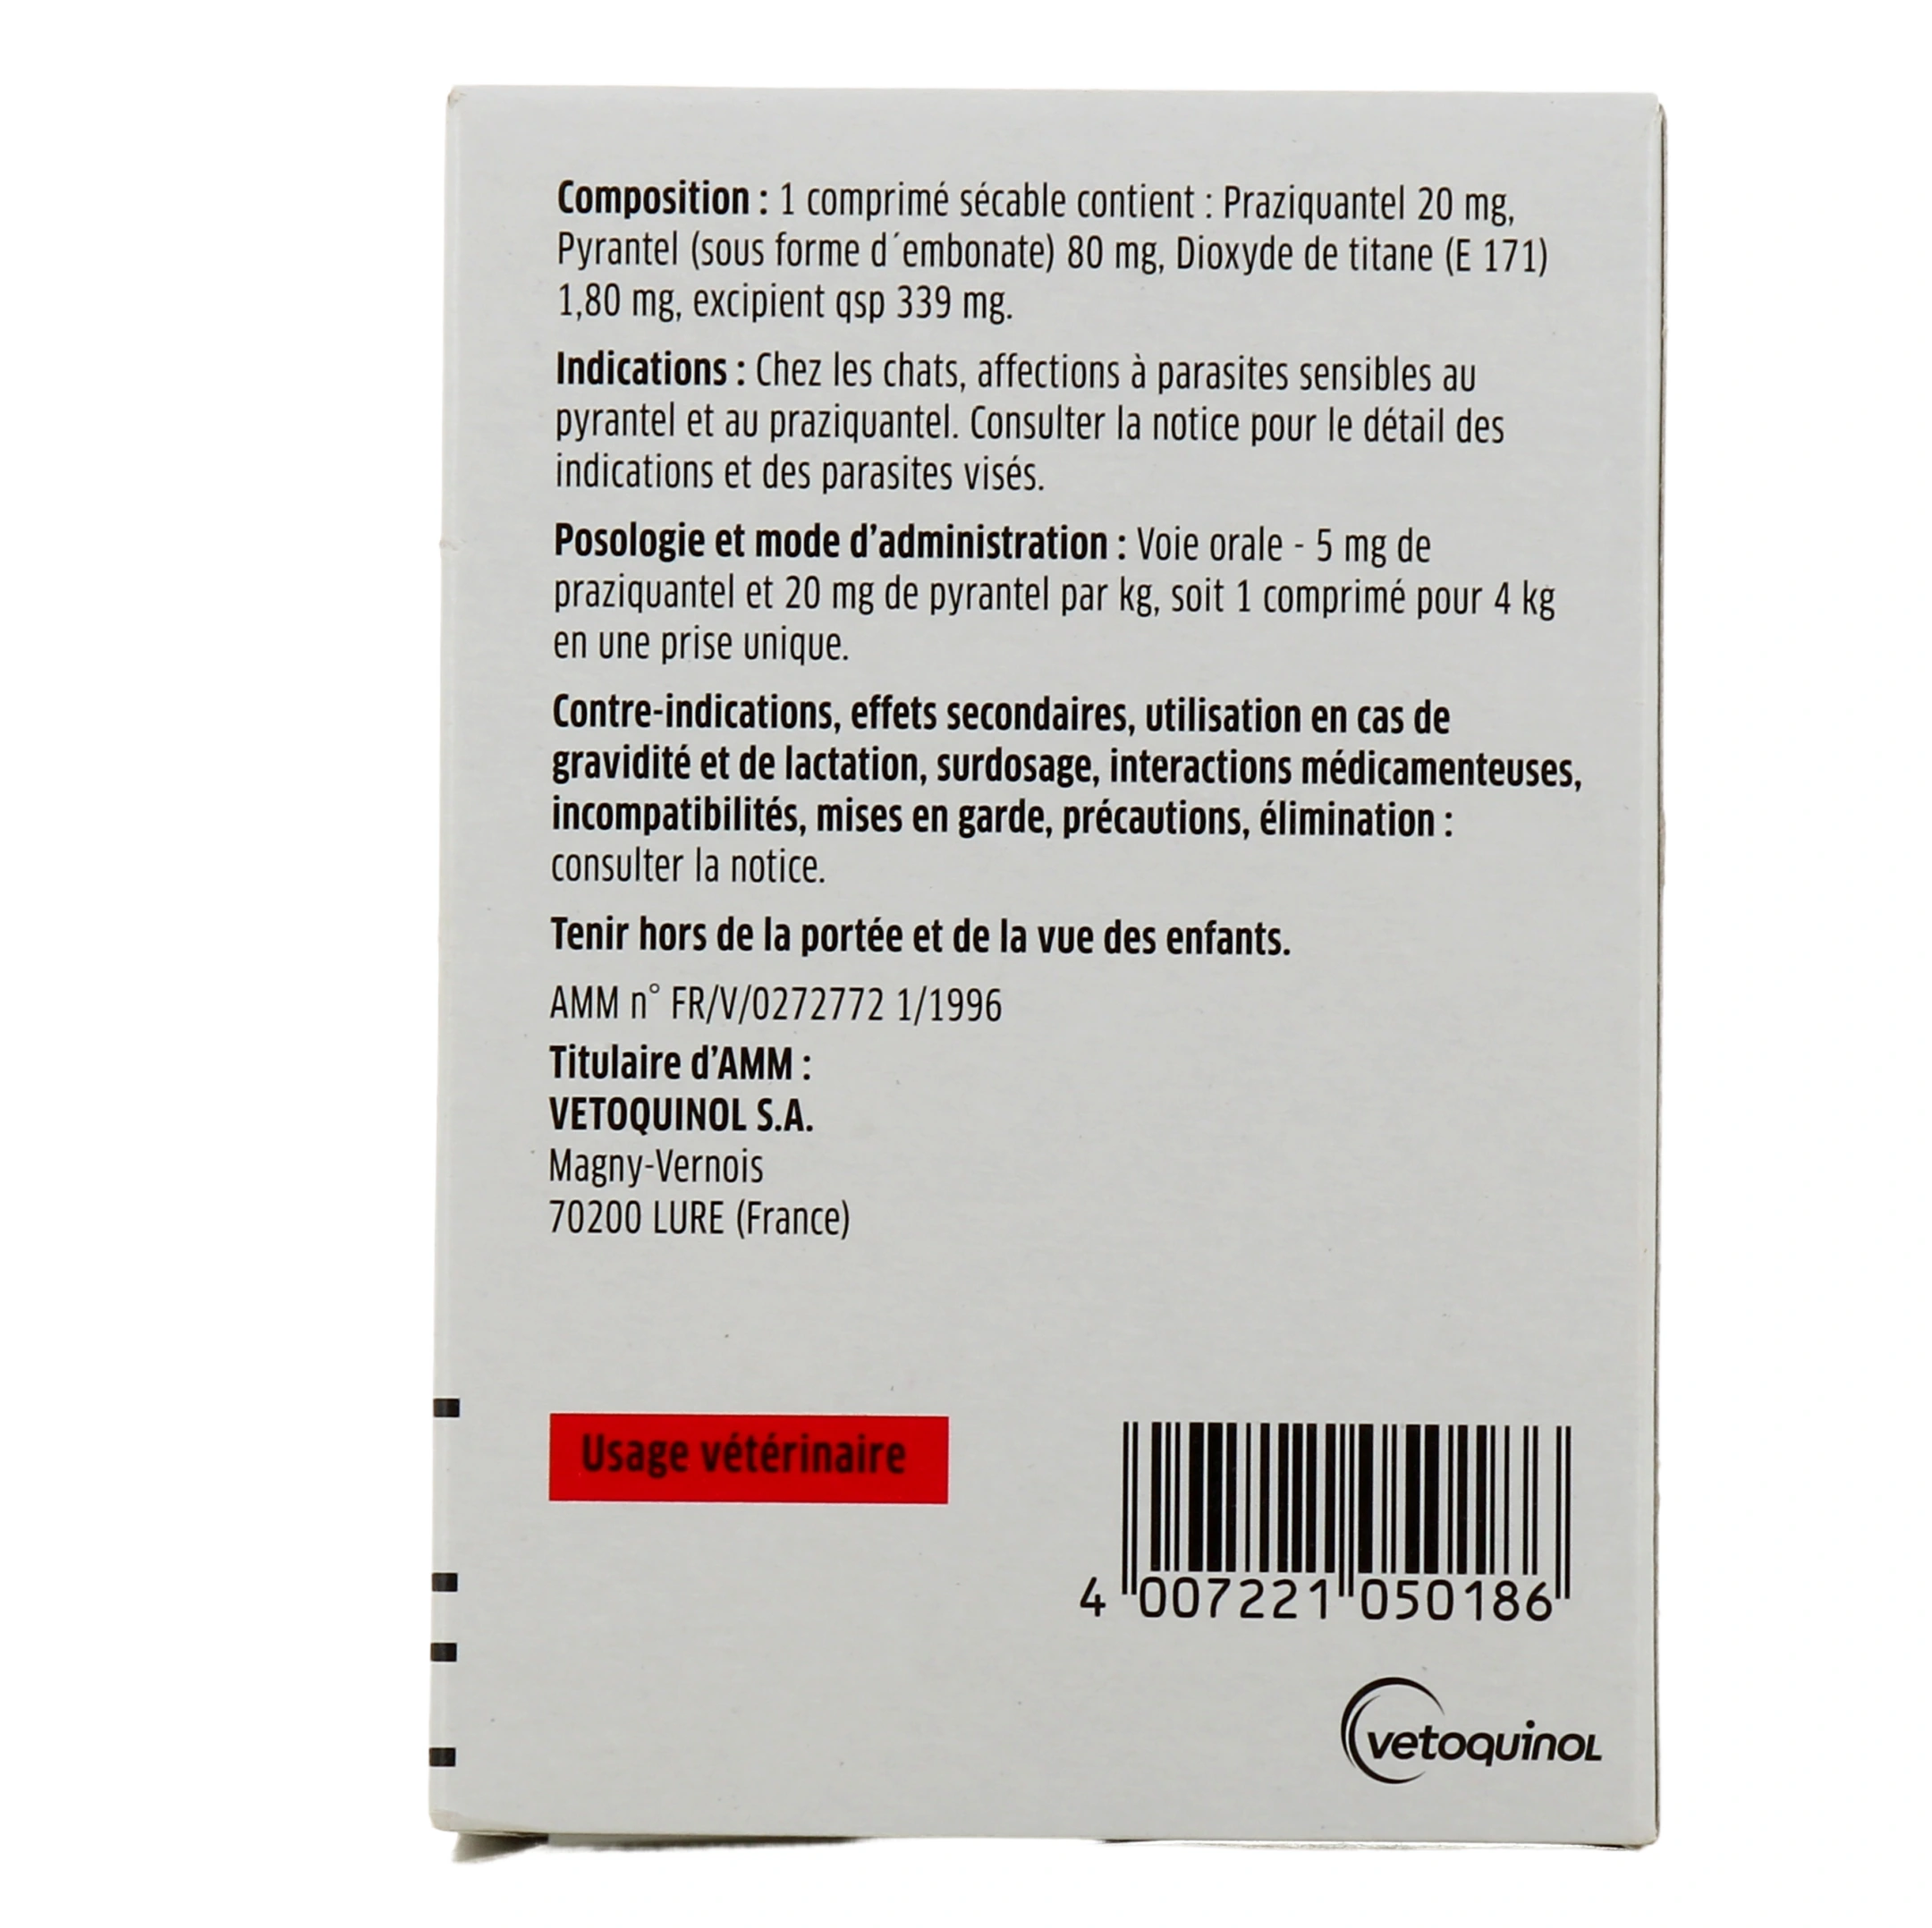 Composition : 1 comprimé sécable contient : Praziquantel 20 mg,
Pyrantel (sous forme d´embonate) 80 mg, Dioxyde de titane (E 171)
1,80 mg, excipient qsp 339 mg.
Indications : Chez les chats, affections à parasites sensibles au
pyrantel et au praziquantel. Consulter la notice pour le détail des
indications et des parasites visés.
Posologie et mode d’administration : Voie orale - 5 mg de
praziquantel et 20 mg de pyrantel par kg, soit 1 comprimé pour 4 kg
en une prise unique.
Contre-indications, effets secondaires, utilisation en cas de
gravidité et de lactation, surdosage, interactions médicamenteuses,
incompatibilités, mises en garde, précautions, élimination :
consulter la notice.
Tenir hors de la portée et de la vue des enfants.
AMM n° FR/V/0272772 1/1996
Titulaire d’AMM :
VETOQUINOL S.A.
Magny-Vernois
70200 LURE (France)
Usage vétérinaire
4 007221 050186
vetoquinol